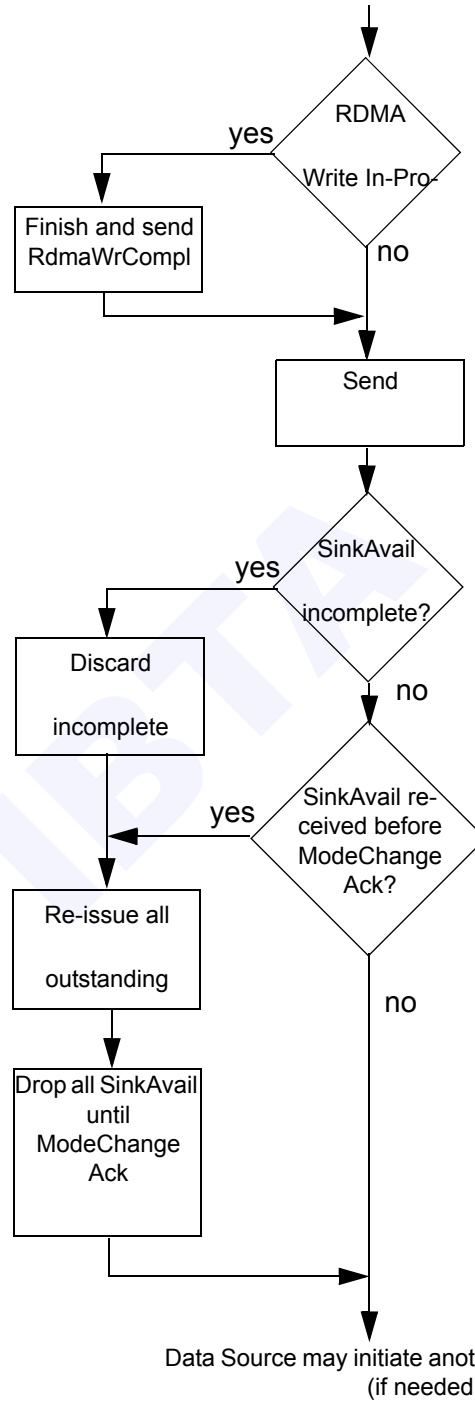 RDMA
yes
Write In-Pro-
Finish and send
RdmaWrCompl
no
Send
SinkAvail
yes
incomplete?
Discard
incomplete
no
SinkAvail re-
ceived before
ModeChange
Ack?
yes
Re-issue all
outstanding
no
Drop all SinkAvail
until
ModeChange
Ack
Data Source may initiate anot
(if needed
IBTA